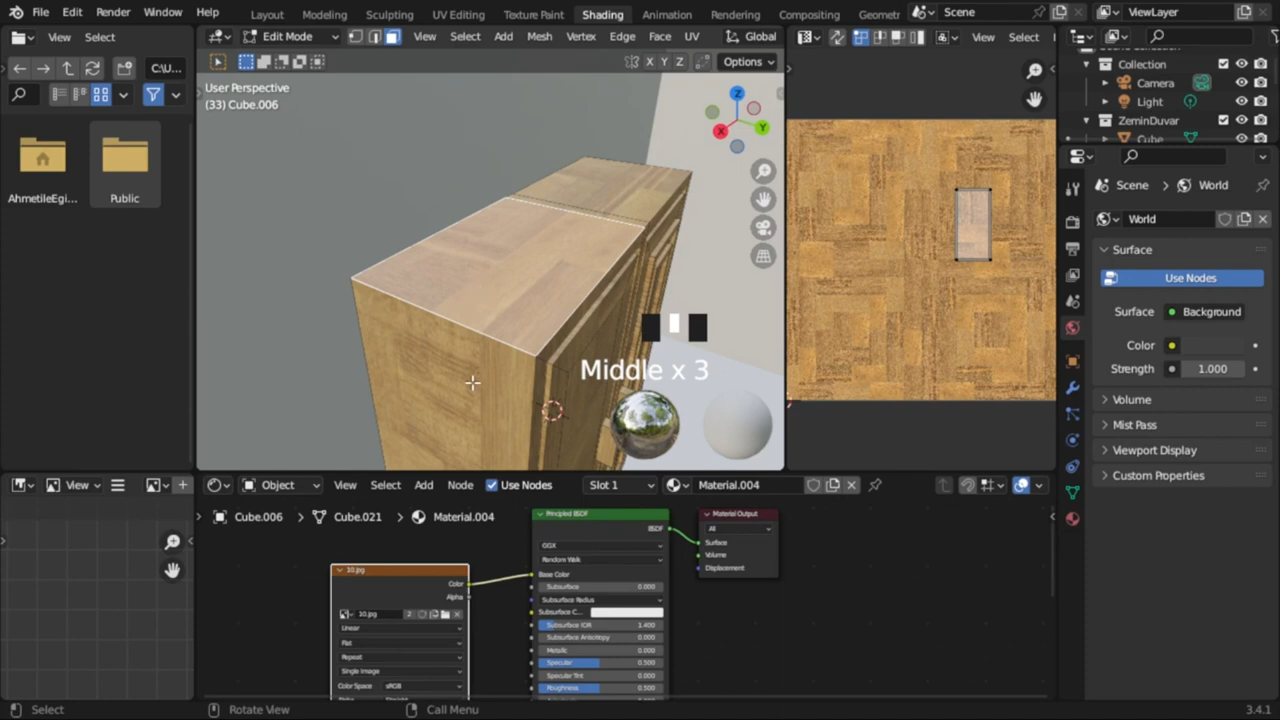 File Edit Render Window Help Layout Modeling Sculpting UV Editing Texture Paint Shading Animation Rendering Compositing Geometr Scene ViewLayer
View Select
Edit Mode View Select Add Mesh Vertex Edge Face UV Global
View Select
X Y Z Options
C:\U...
User Perspective
(33) Cube.006
Z
Y
X
AhmetileEgi...
Public
Collection
Camera
Light
ZeminDuvar
Cube
Scene > World
World
Surface
Use Nodes
Surface Background
Color
Strength 1.000
Volume
Mist Pass
Viewport Display
Custom Properties
Middle x 3
View
Object View Select Add Node Use Nodes Slot 1 Material.004
Cube.006 > Cube.021 > Material.004
10.jpg
Color
Alpha
10.jpg 2
Linear
Flat
Repeat
Single Image
Color Space sRGB
Principled BSDF
BSDF
GGX
Random Walk
Base Color
Subsurface 0.000
Subsurface Radius
Subsurface C...
Subsurface IOR 1.400
Subsurface Anisotropy 0.000
Metallic 0.000
Specular 0.500
Specular Tint 0.000
Roughness 0.500
Material Output
All
Surface
Volume
Displacement
Select Rotate View Call Menu 3.4.1